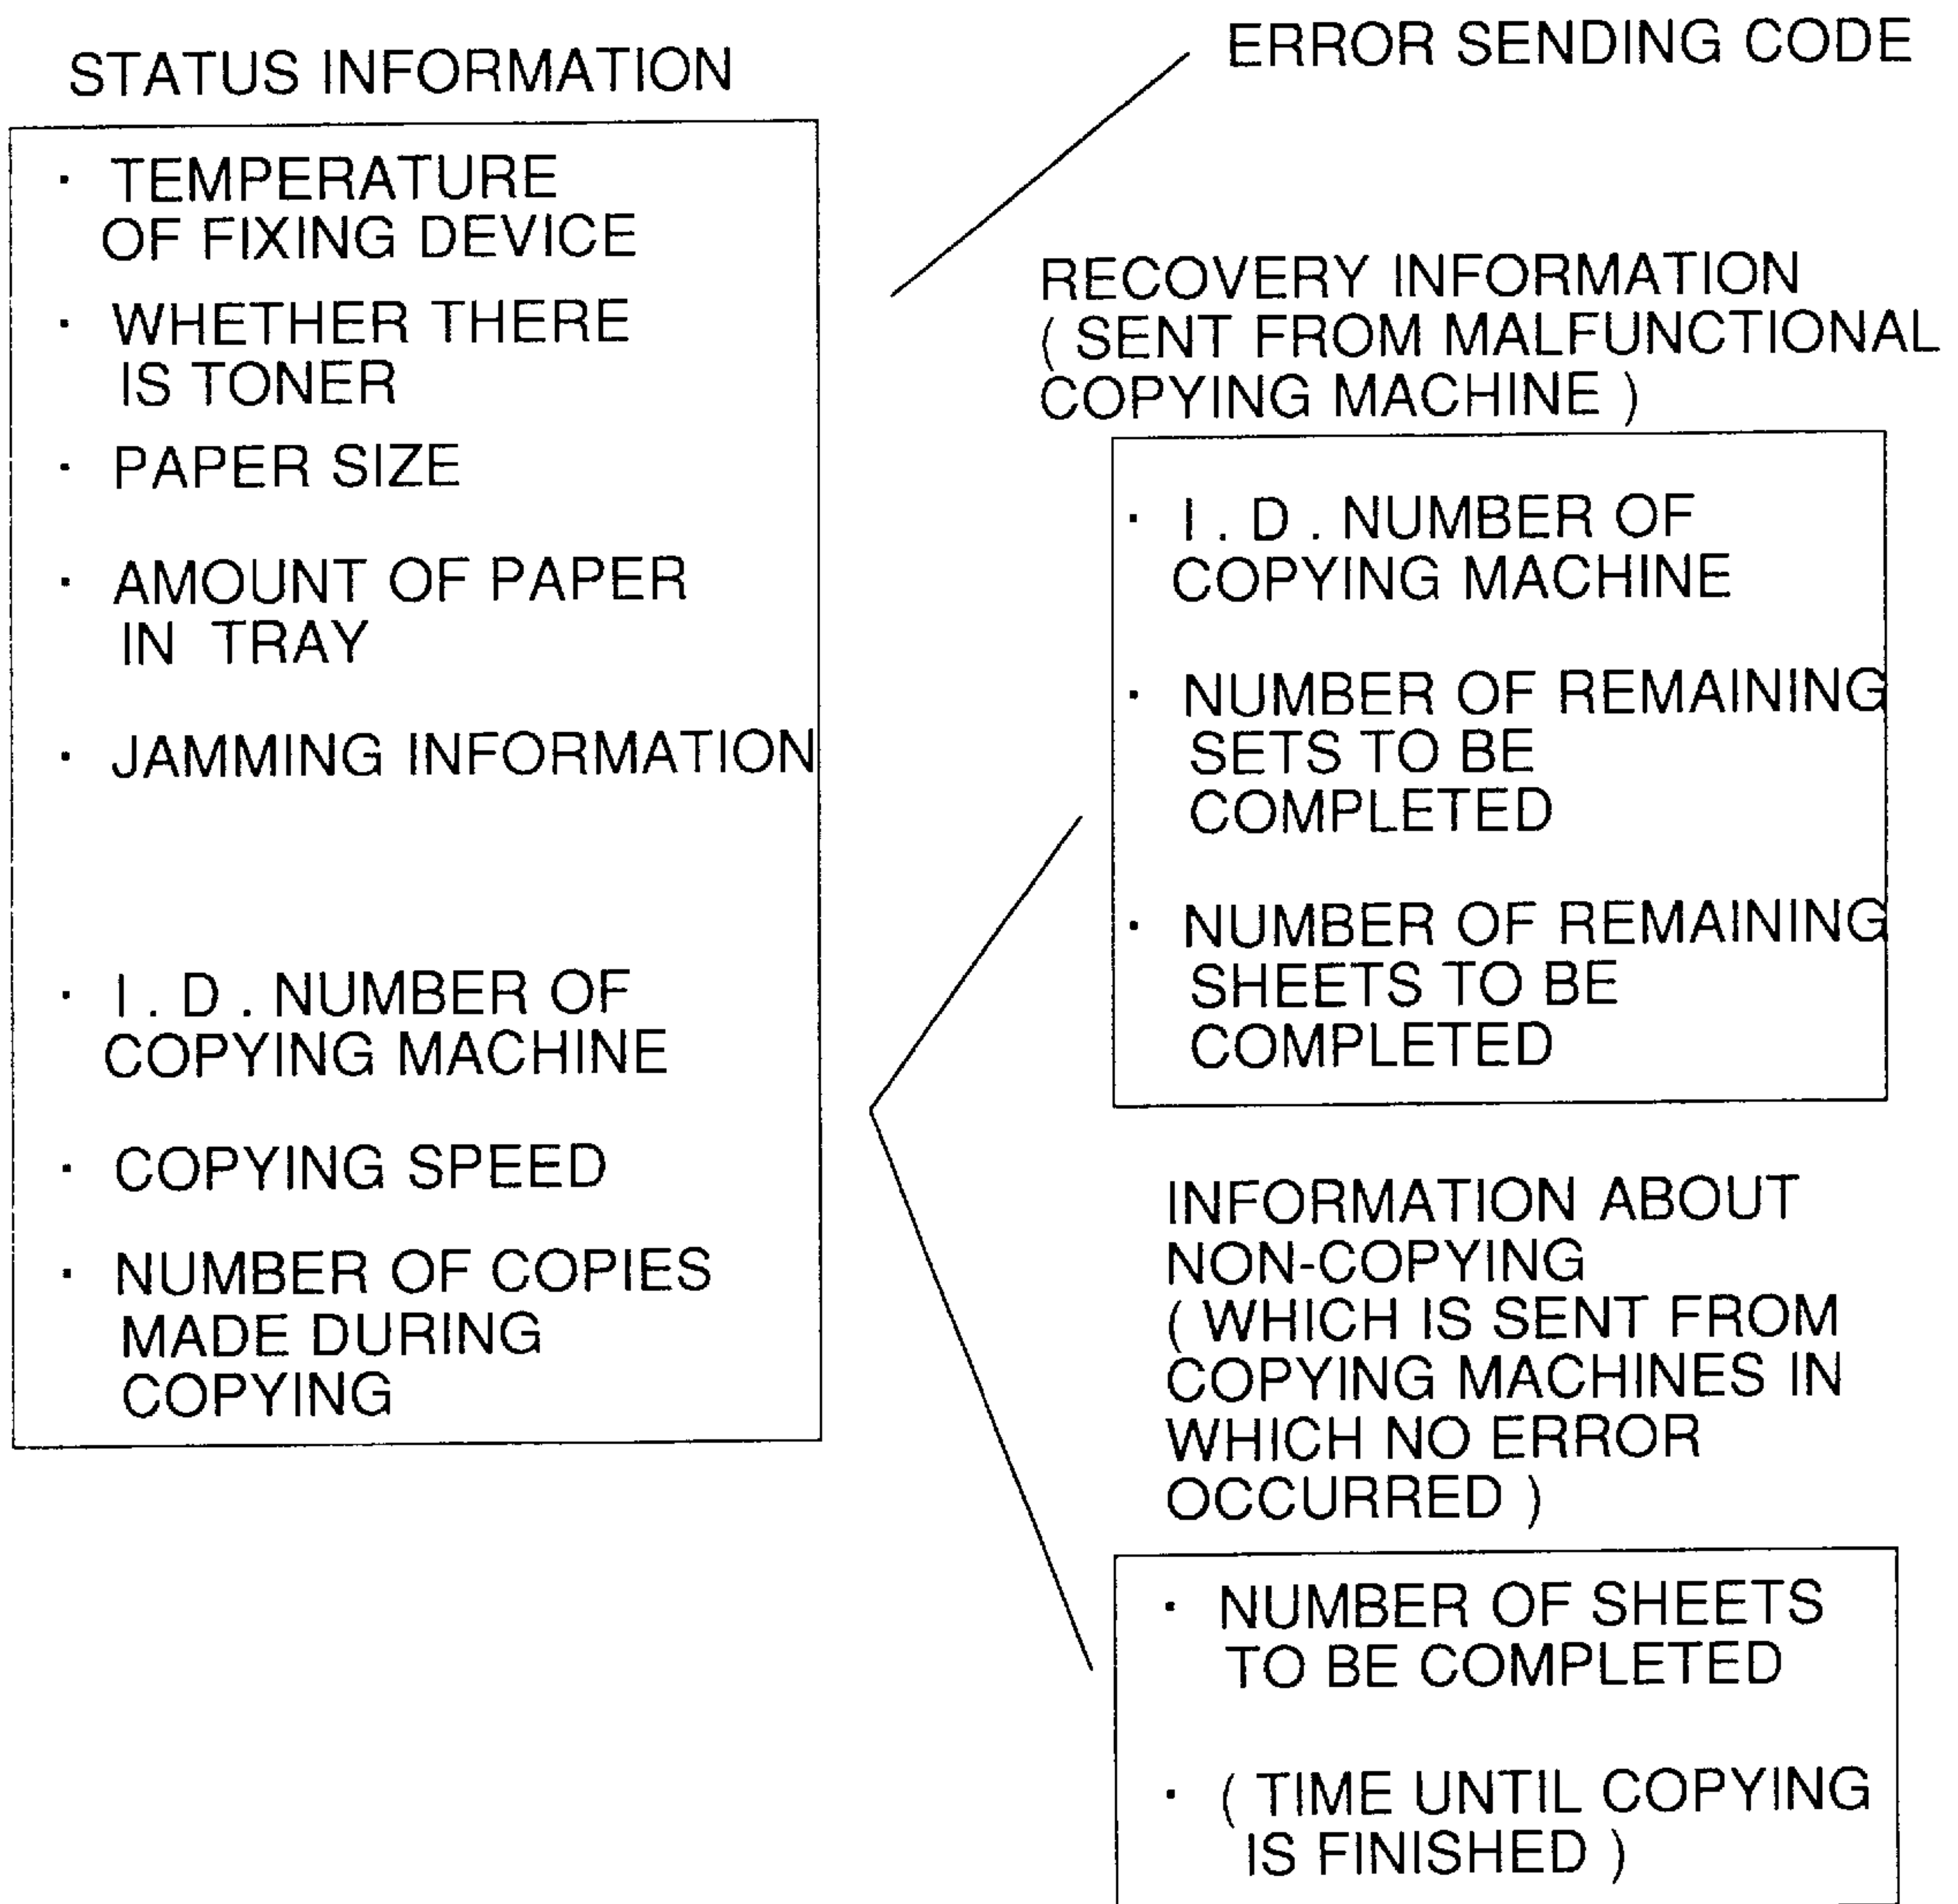 STATUS INFORMATION
· TEMPERATURE
OF FIXING DEVICE
· WHETHER THERE
IS TONER
· PAPER SIZE
· AMOUNT OF PAPER
IN TRAY
· JAMMING INFORMATION
· I . D . NUMBER OF
COPYING MACHINE
· COPYING SPEED
· NUMBER OF COPIES
MADE DURING
COPYING
ERROR SENDING CODE
RECOVERY INFORMATION
( SENT FROM MALFUNCTIONAL
COPYING MACHINE )
· I . D . NUMBER OF
COPYING MACHINE
· NUMBER OF REMAINING
SETS TO BE
COMPLETED
· NUMBER OF REMAINING
SHEETS TO BE
COMPLETED
INFORMATION ABOUT
NON-COPYING
( WHICH IS SENT FROM
COPYING MACHINES IN
WHICH NO ERROR
OCCURRED )
· NUMBER OF SHEETS
TO BE COMPLETED
· ( TIME UNTIL COPYING
IS FINISHED )